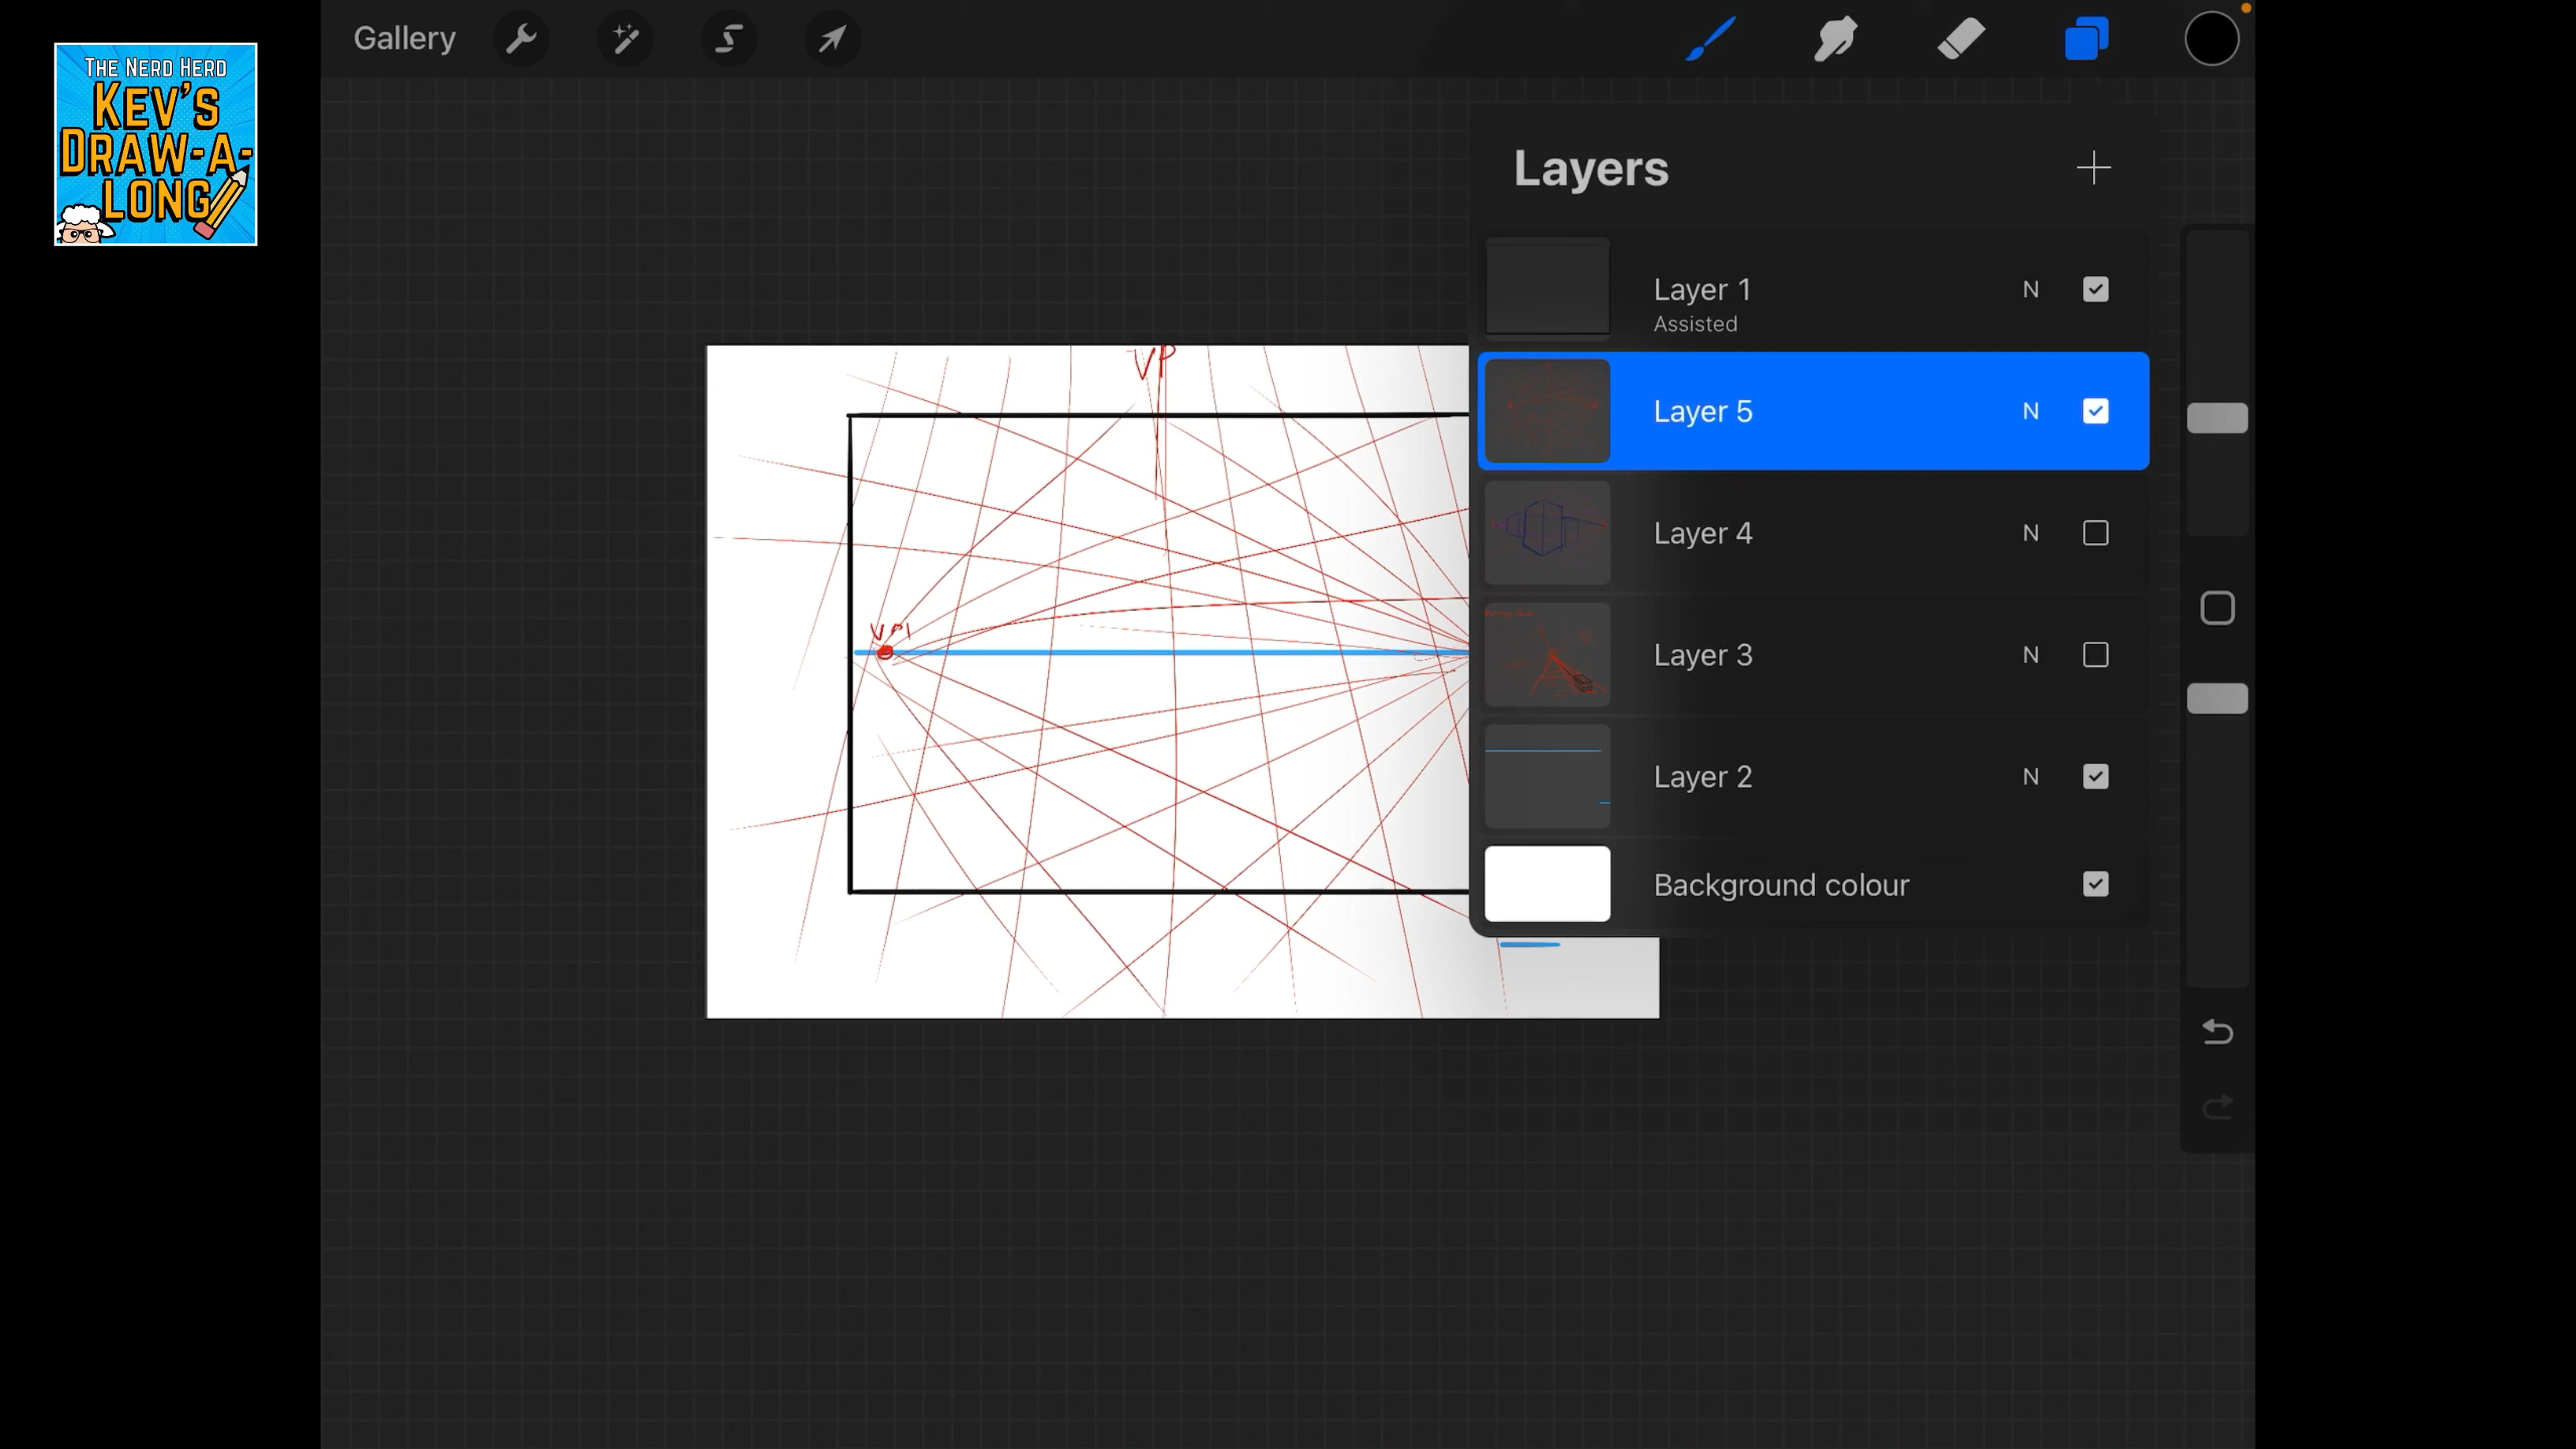 THE NERD HERD
KEV'S
DRAW-A-
LONG
Gallery
Layers
Layer 1
N
Assisted
Layer 5
N
Layer 4
N
Layer 3
N
Layer 2
N
Background colour
VP
VP1